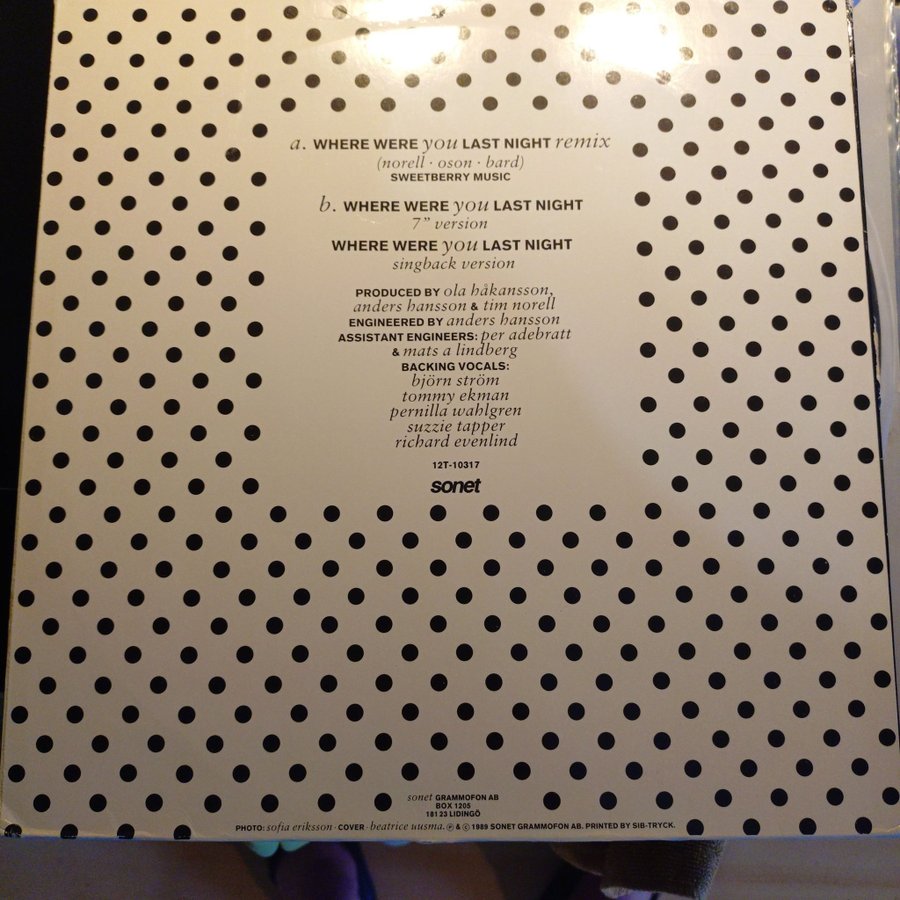 a. WHERE WERE you LAST NIGHT remix
(norell · oson · bard)
SWEETBERRY MUSIC
b. WHERE WERE you LAST NIGHT
7” version
WHERE WERE you LAST NIGHT
singback version
PRODUCED BY ola håkansson,
anders hansson & tim norell
ENGINEERED BY anders hansson
ASSISTANT ENGINEERS: per adebratt
& mats a lindberg
BACKING VOCALS:
björn ström
tommy ekman
pernilla wahlgren
suzzie tapper
richard evenlind
12T-10317
sonet
sonet GRAMMOFON AB
BOX 1205
181 23 LIDINGÖ
PHOTO: sofia eriksson · COVER · beatrice uusma. ℗ & © 1989 SONET GRAMMOFON AB. PRINTED BY SIB-TRYCK.